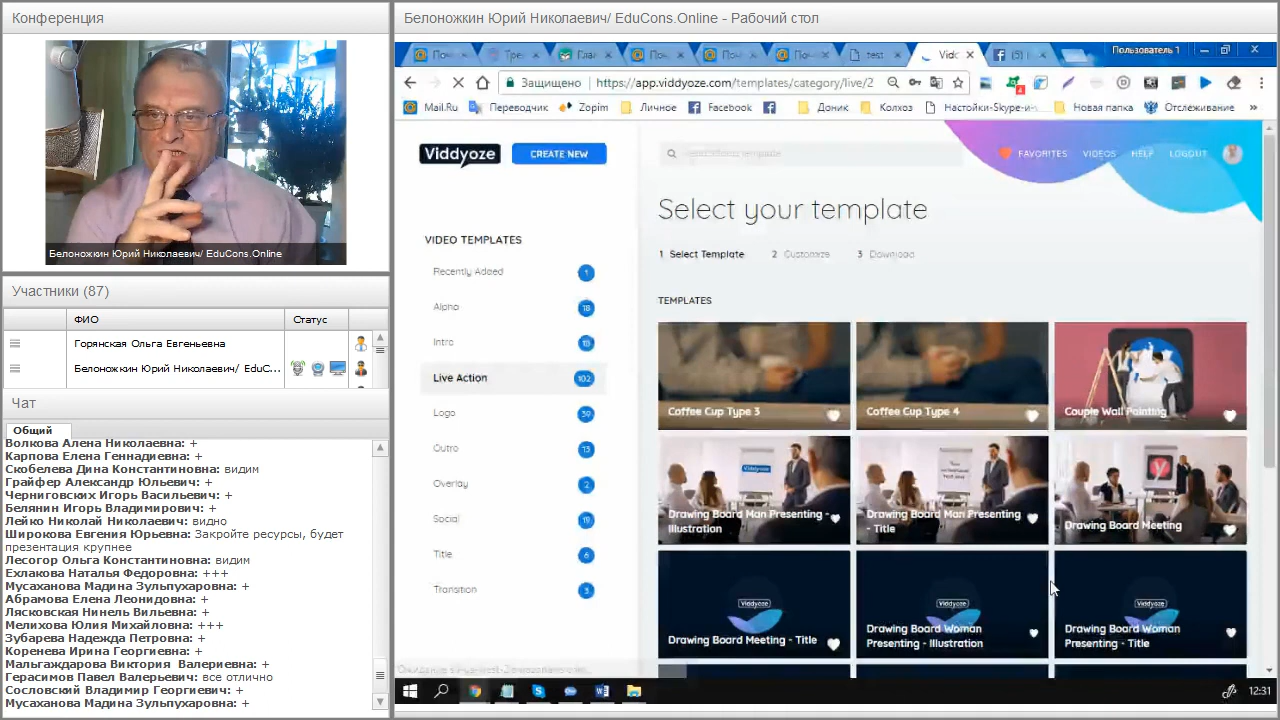 Конференция
Белоножкин Юрий Николаевич/ EduCons.Online
Участники (87)
ФИО
Статус
Горянская Ольга Евгеньевна
Белоножкин Юрий Николаевич/ EduC...
Чат
Общий
Волкова Алена Николаевна: +
Карпова Елена Геннадиевна: +
Скобелева Дина Константиновна: видим
Грайфер Александр Юльевич: +
Черниговских Игорь Васильевич: +
Белянин Игорь Владимирович: +
Лейко Николай Николаевич: видно
Широкова Евгения Юрьевна: Закройте ресурсы, будет
презентация крупнее
Лесогор Ольга Константиновна: видим
Ехлакова Наталья Федоровна: +++
Мусаханова Мадина Зульпухаровна: +
Абрамова Елена Леонидовна: +
Лясковская Нинель Вильевна: +
Мелихова Юлия Михайловна: +++
Зубарева Надежда Петровна: +
Коренева Ирина Георгиевна: +
Мальгаждарова Виктория Валериевна: +
Герасимов Павел Валерьевич: все отлично
Сословский Владимир Георгиевич: +
Мусаханова Мадина Зульпухаровна: +
Белоножкин Юрий Николаевич/ EduCons.Online - Рабочий стол
test
Пользователь 1
Защищено
https://app.viddyoze.com/templates/category/live/2
Mail.Ru
Переводчик
Zopim
Личное
Facebook
Доник
Колхоз
Настойки-Skype-и
Новая папка
Отслеживание
Viddyoze
CREATE NEW
FAVORITES
VIDEOS
HELP
LOGOUT
Select your template
1 Select Template
2 Customize
3 Download
VIDEO TEMPLATES
Recently Added 1
Alpha 18
Intro
Live Action 102
Logo 39
Outro 13
Overlay 2
Social 19
Title 6
Transition 3
TEMPLATES
Coffee Cup Type 3
Coffee Cup Type 4
Couple Wall Painting
Drawing Board Man Presenting -
Illustration
Drawing Board Man Presenting
- Title
Drawing Board Meeting
Viddyoze
Drawing Board Meeting - Title
Viddyoze
Drawing Board Woman
Presenting - Illustration
Viddyoze
Drawing Board Woman
Presenting - Title
12:31